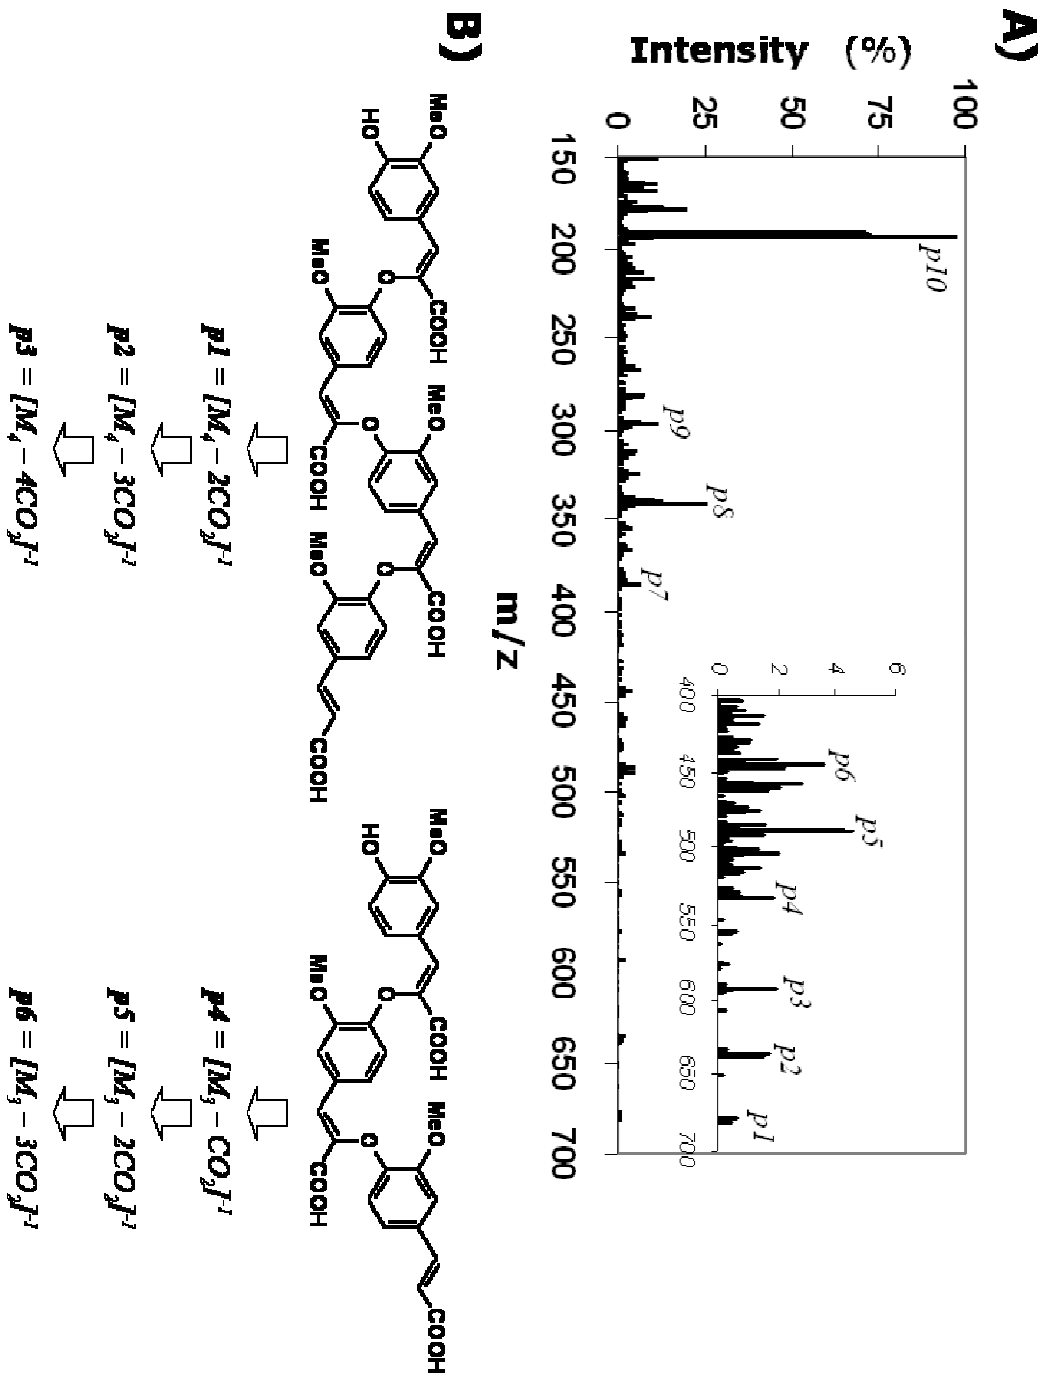 A)
Intensity (%)
100
75
50
25
0
p10
p9
p8
p7
6
4
2
0
p6
p5
p4
p3
p2
p1
400 450 500 550 600 650 700
150 200 250 300 350 400 450 500 550 600 650 700
m/z
B)
MeO
HO
COOH
O
MeO
MeO
O
COOH
COOH
O
MeO
COOH
MeO
HO
COOH
O
MeO
MeO
O
COOH
COOH
p1 = [M₄ – 2CO₂]⁻¹
p4 = [M₃ – CO₂]⁻¹
p2 = [M₄ – 3CO₂]⁻¹
p5 = [M₃ – 2CO₂]⁻¹
p3 = [M₄ – 4CO₂]⁻¹
p6 = [M₃ – 3CO₂]⁻¹